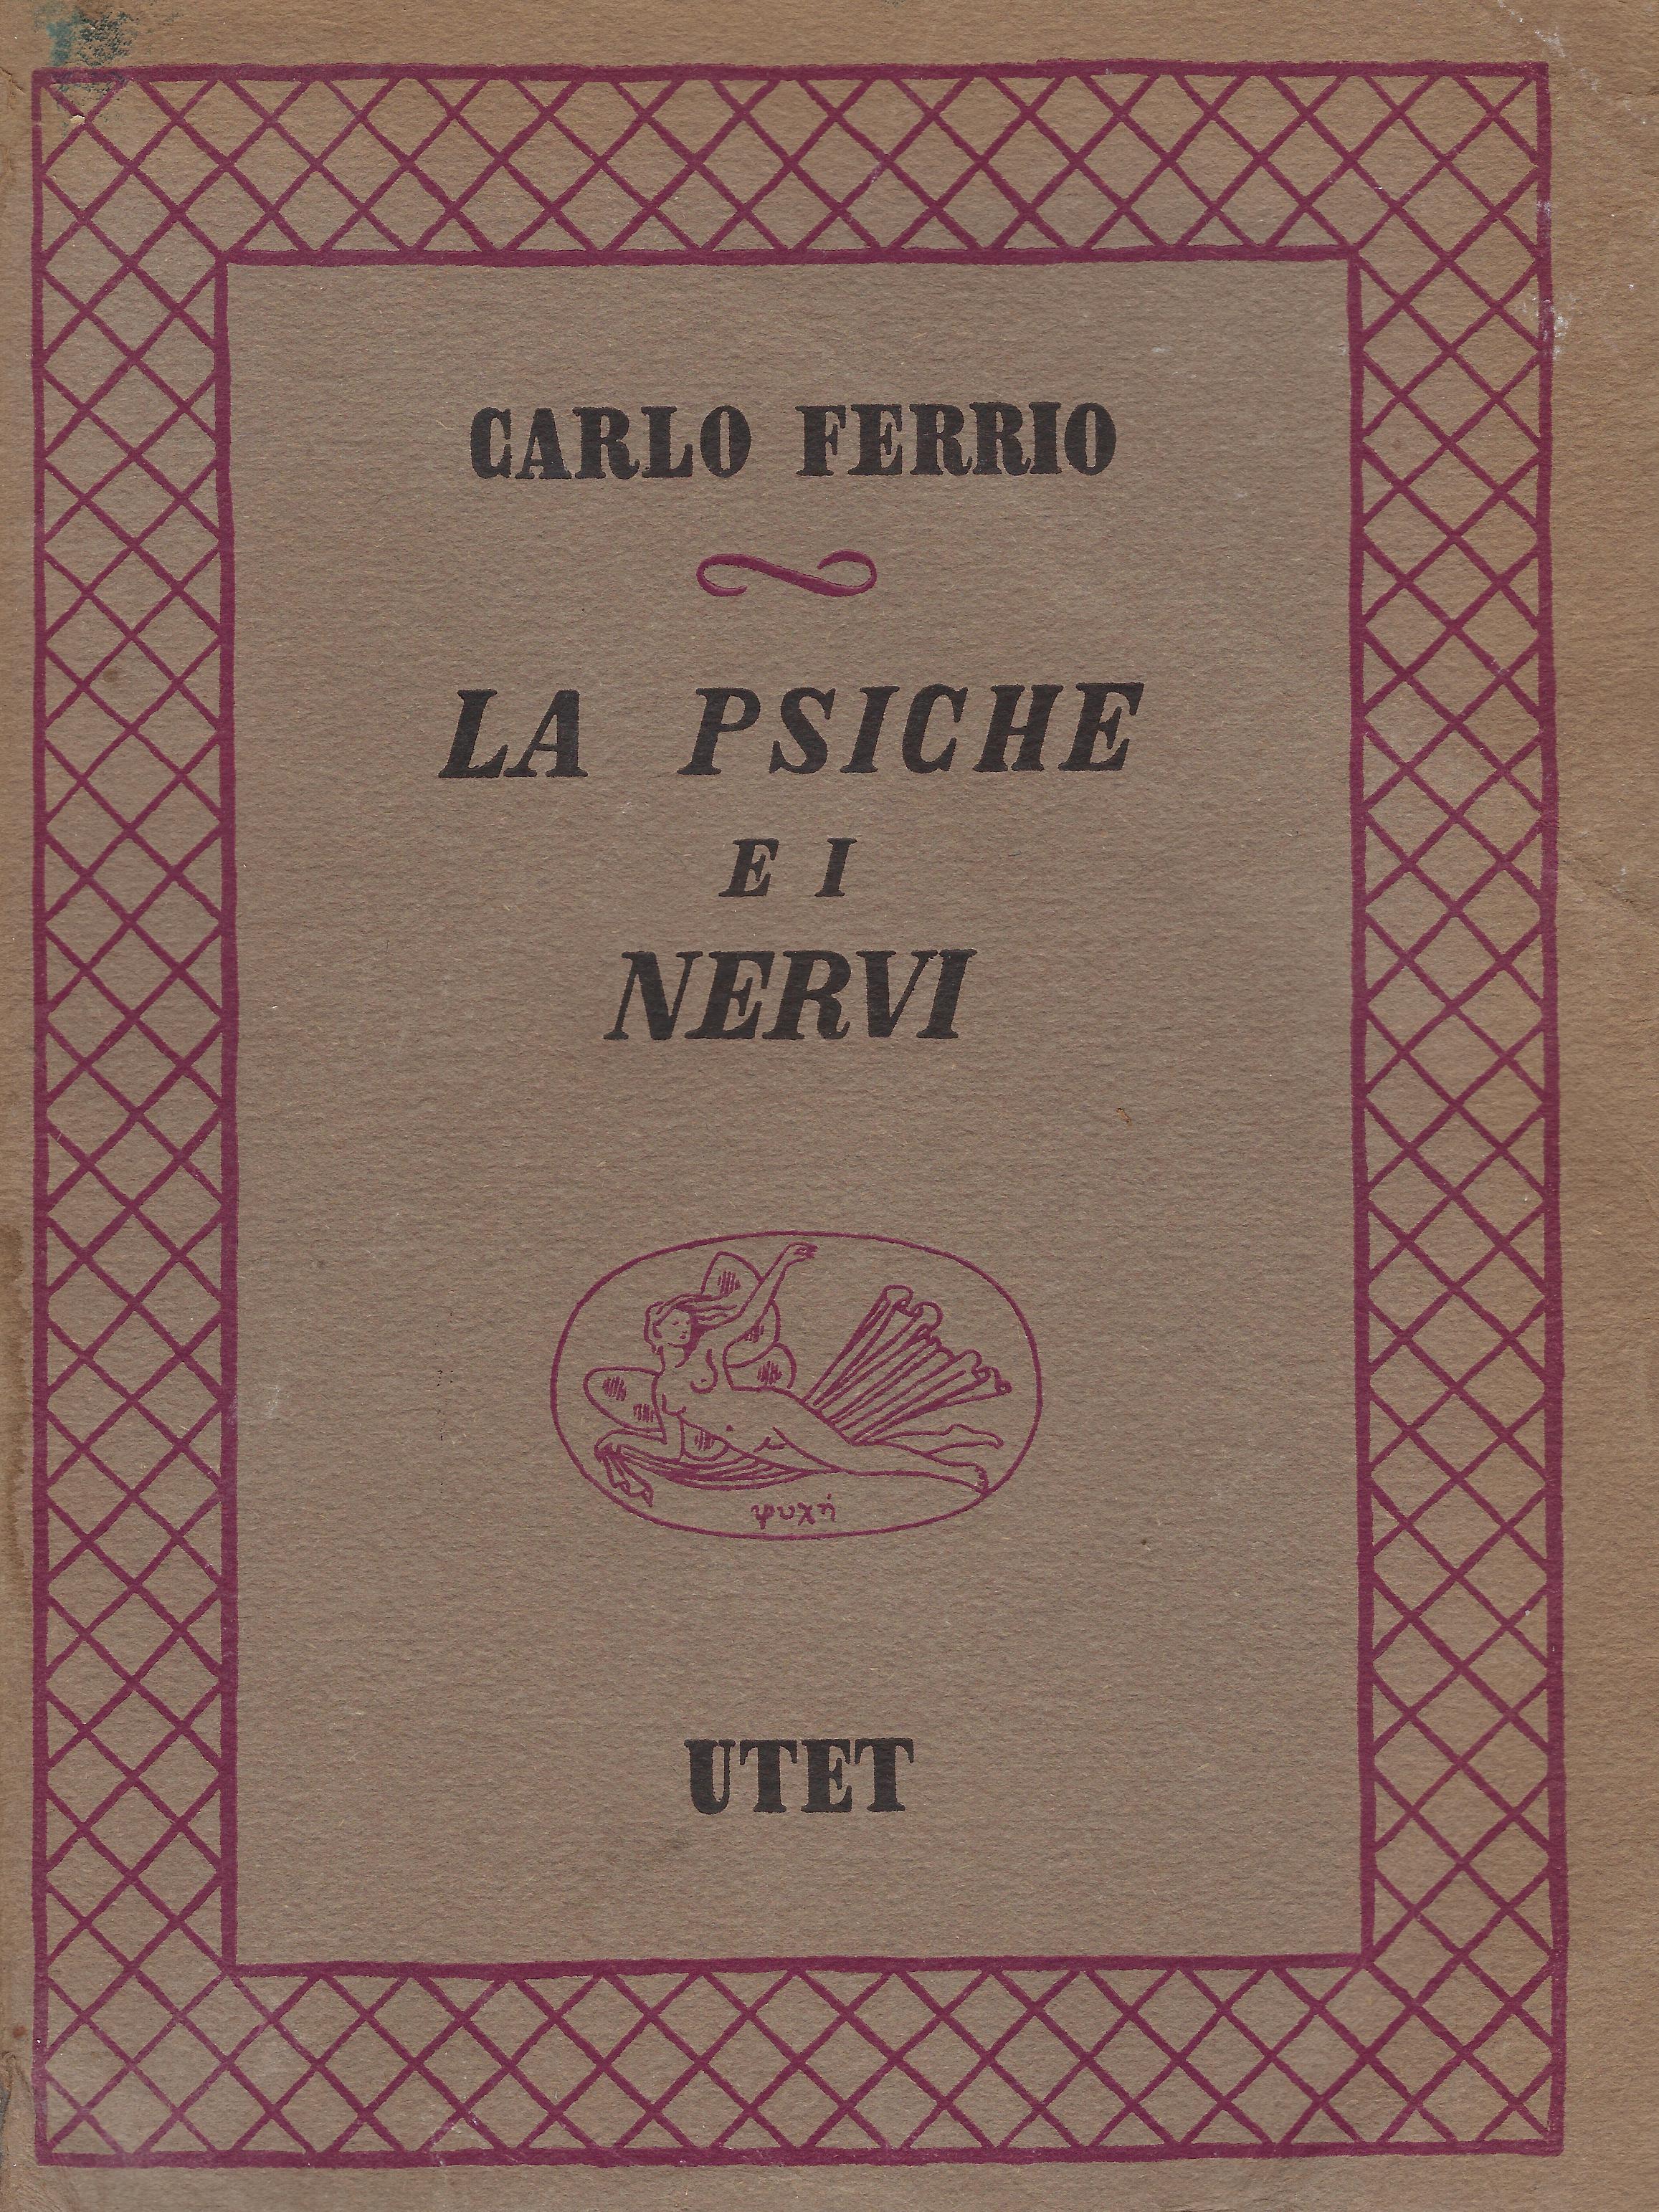 CARLO FERRIO
LA PSICHE
E I
NERVI
ψυχή
UTET